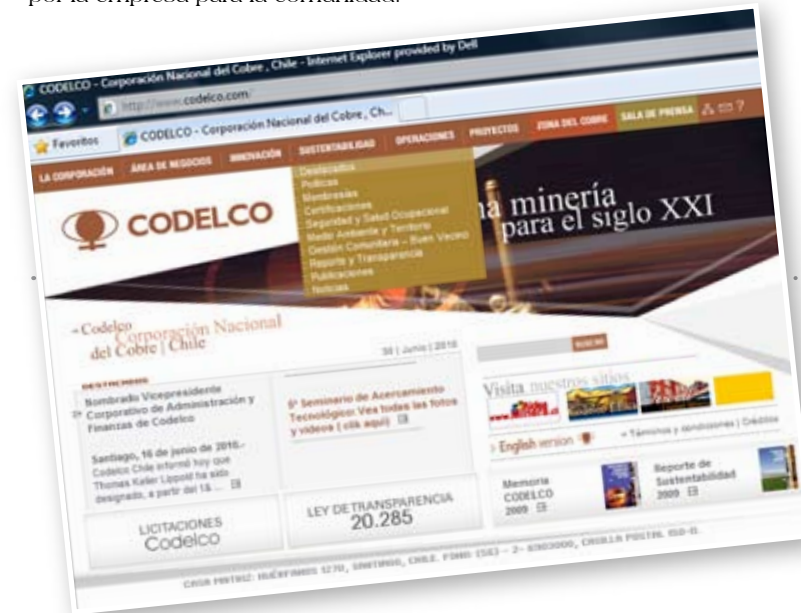 por la empresa para la comunidad.
CODELCO - Corporación Nacional del Cobre, Chile - Internet Explorer provided by Dell
http://www.codelco.com/
Favoritos
CODELCO - Corporación Nacional del Cobre, Ch...
LA CORPORACIÓN
ÁREA DE NEGOCIOS
INNOVACIÓN
SUSTENTABILIDAD
OPERACIONES
PROYECTOS
ZONA DEL COBRE
SALA DE PRENSA
?
Destacados
Políticas
Membresías
Certificaciones
Seguridad y Salud Ocupacional
Medio Ambiente y Territorio
Gestión Comunitaria - Buen Vecino
Reporte y Transparencia
Publicaciones
Noticias
CODELCO
na minería
para el siglo XXI
Codelco
Corporación Nacional
del Cobre | Chile
30 | Junio | 2010
BUSCAR
DESTACADOS
Nombrado Vicepresidente
Corporativo de Administración y
Finanzas de Codelco
Santiago, 16 de junio de 2010.-
Codelco Chile informó hoy que
Thomas Keller Lippold ha sido
designado, a partir del 1& ...
6º Seminario de Acercamiento
Tecnológico: Vea todas las fotos
y videos ( clik aquí)
Visita nuestros sitios
English version
Términos y condiciones | Créditos
Memoria
CODELCO
2009
Reporte de
Sustentabilidad
2009
LICITACIONES
Codelco
LEY DE TRANSPARENCIA
20.285
CASA MATRIZ: HUÉRFANOS 1270, SANTIAGO, CHILE. FONO (562) - 2- 6903000, CASILLA POSTAL 150-D.